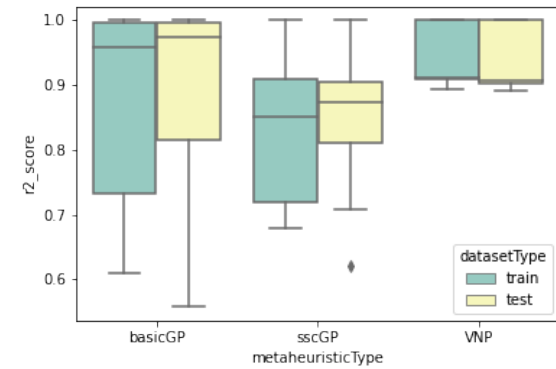 1.0
0.9
0.8
0.7
0.6
r2_score
basicGP
sscGP
VNP
metaheuristicType
datasetType
train
test